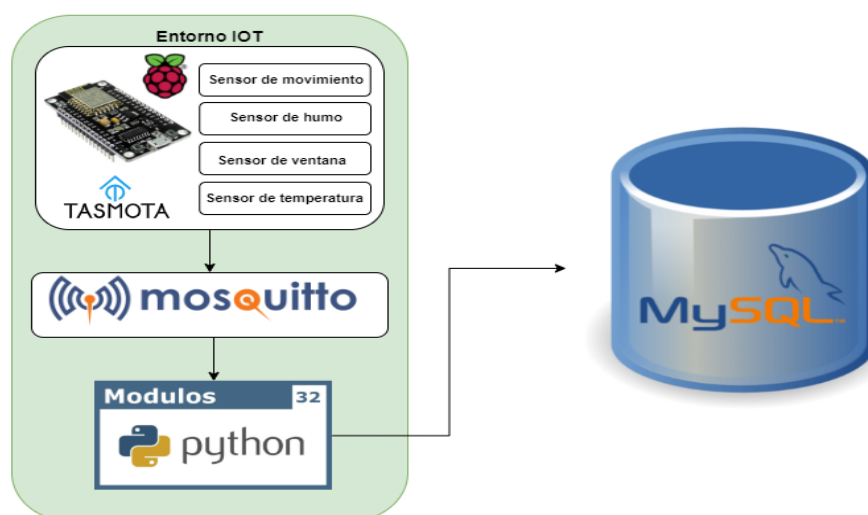 Entorno IOT
Sensor de movimiento
Sensor de humo
Sensor de ventana
Sensor de temperatura
TASMOTA
mosquitto
Modulos 32
python
MySQL